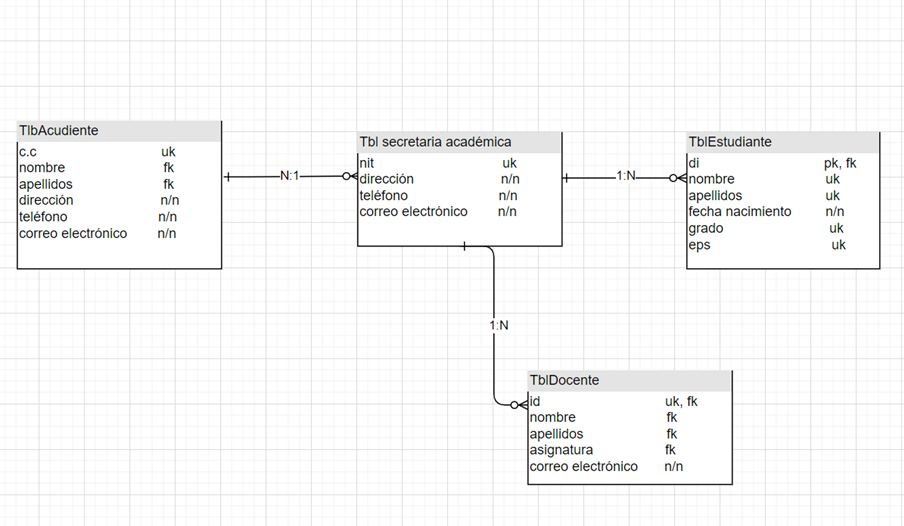 TlbAcudiente
c.c uk
nombre fk
apellidos fk
dirección n/n
teléfono n/n
correo electrónico n/n
N:1
Tbl secretaria académica
nit uk
dirección n/n
teléfono n/n
correo electrónico n/n
1:N
TblEstudiante
di pk, fk
nombre uk
apellidos uk
fecha nacimiento n/n
grado uk
eps uk
1:N
TblDocente
id uk, fk
nombre fk
apellidos fk
asignatura fk
correo electrónico n/n